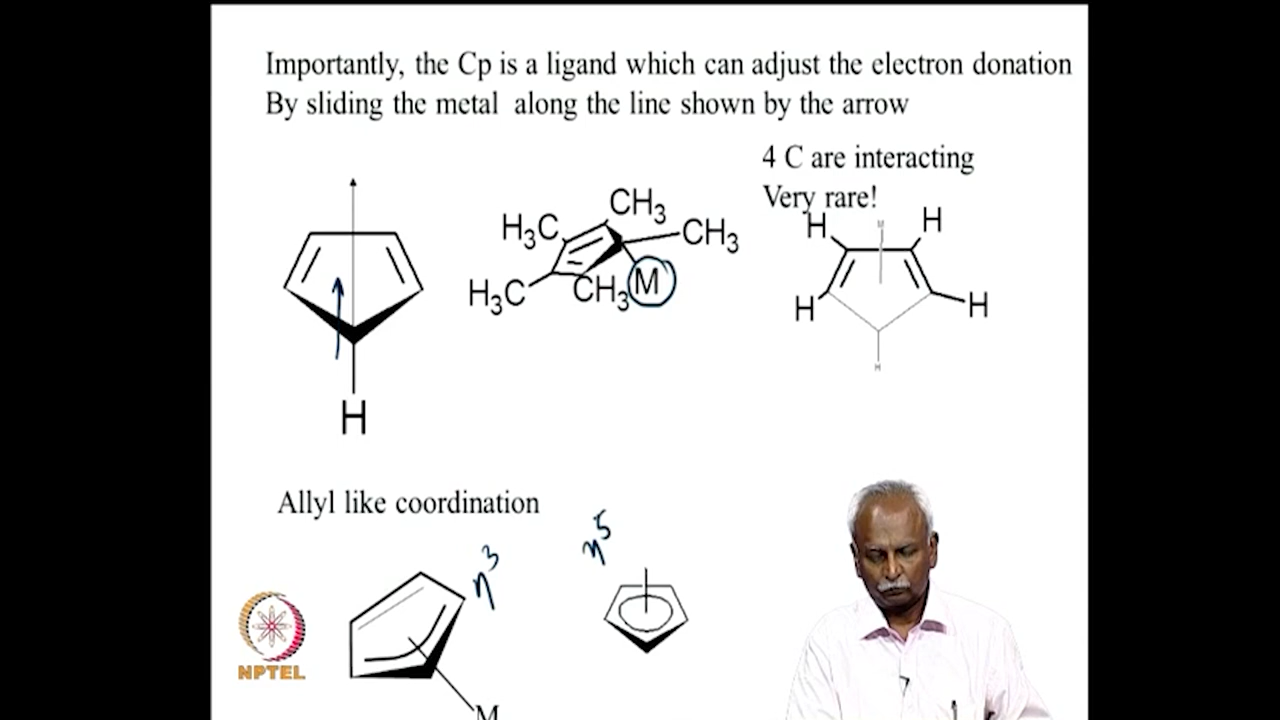 Importantly, the Cp is a ligand which can adjust the electron donation
By sliding the metal along the line shown by the arrow
4 C are interacting
Very rare!
H
H3C
CH3
CH3
H3C
CH3
M
H
H
M
H
H
H
Allyl like coordination
η3
M
η5
NPTEL